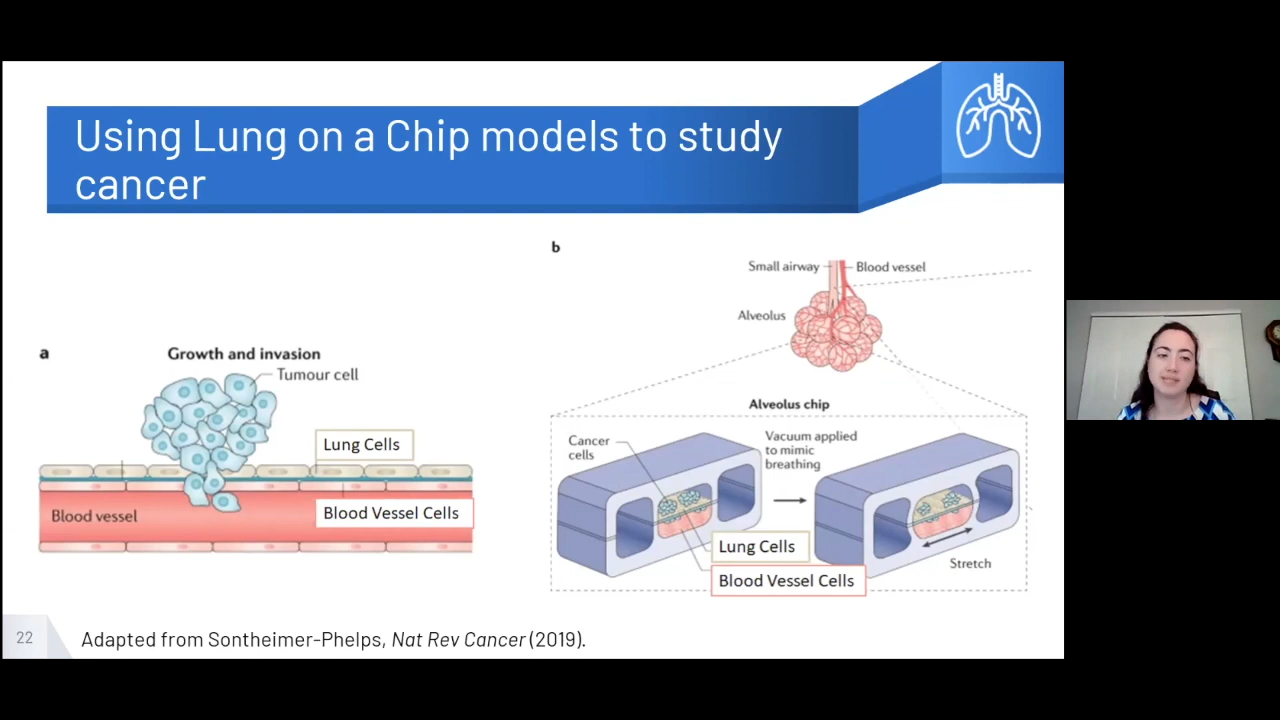 Using Lung on a Chip models to study
cancer
a
Growth and invasion
Tumour cell
Lung Cells
Blood vessel
Blood Vessel Cells
b
Small airway
Blood vessel
Alveolus
Alveolus chip
Cancer
cells
Vacuum applied
to mimic
breathing
Lung Cells
Blood Vessel Cells
Stretch
22
Adapted from Sontheimer-Phelps, Nat Rev Cancer (2019).